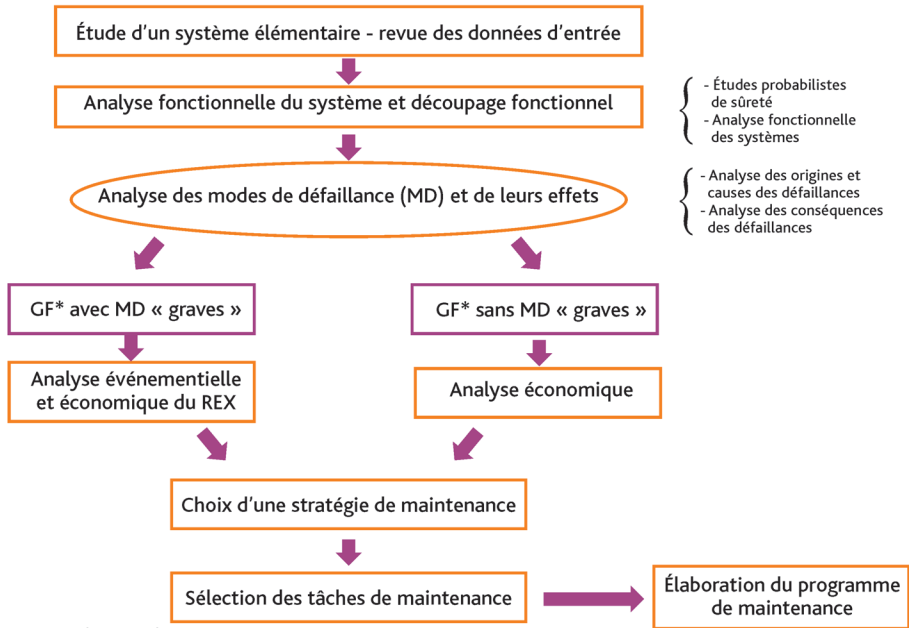 Étude d’un système élémentaire - revue des données d’entrée
Analyse fonctionnelle du système et découpage fonctionnel
- Études probabilistes
de sûreté
- Analyse fonctionnelle
des systèmes
Analyse des modes de défaillance (MD) et de leurs effets
- Analyse des origines et
causes des défaillances
- Analyse des conséquences
des défaillances
GF* avec MD « graves »
GF* sans MD « graves »
Analyse événementielle
et économique du REX
Analyse économique
Choix d’une stratégie de maintenance
Sélection des tâches de maintenance
Élaboration du programme
de maintenance